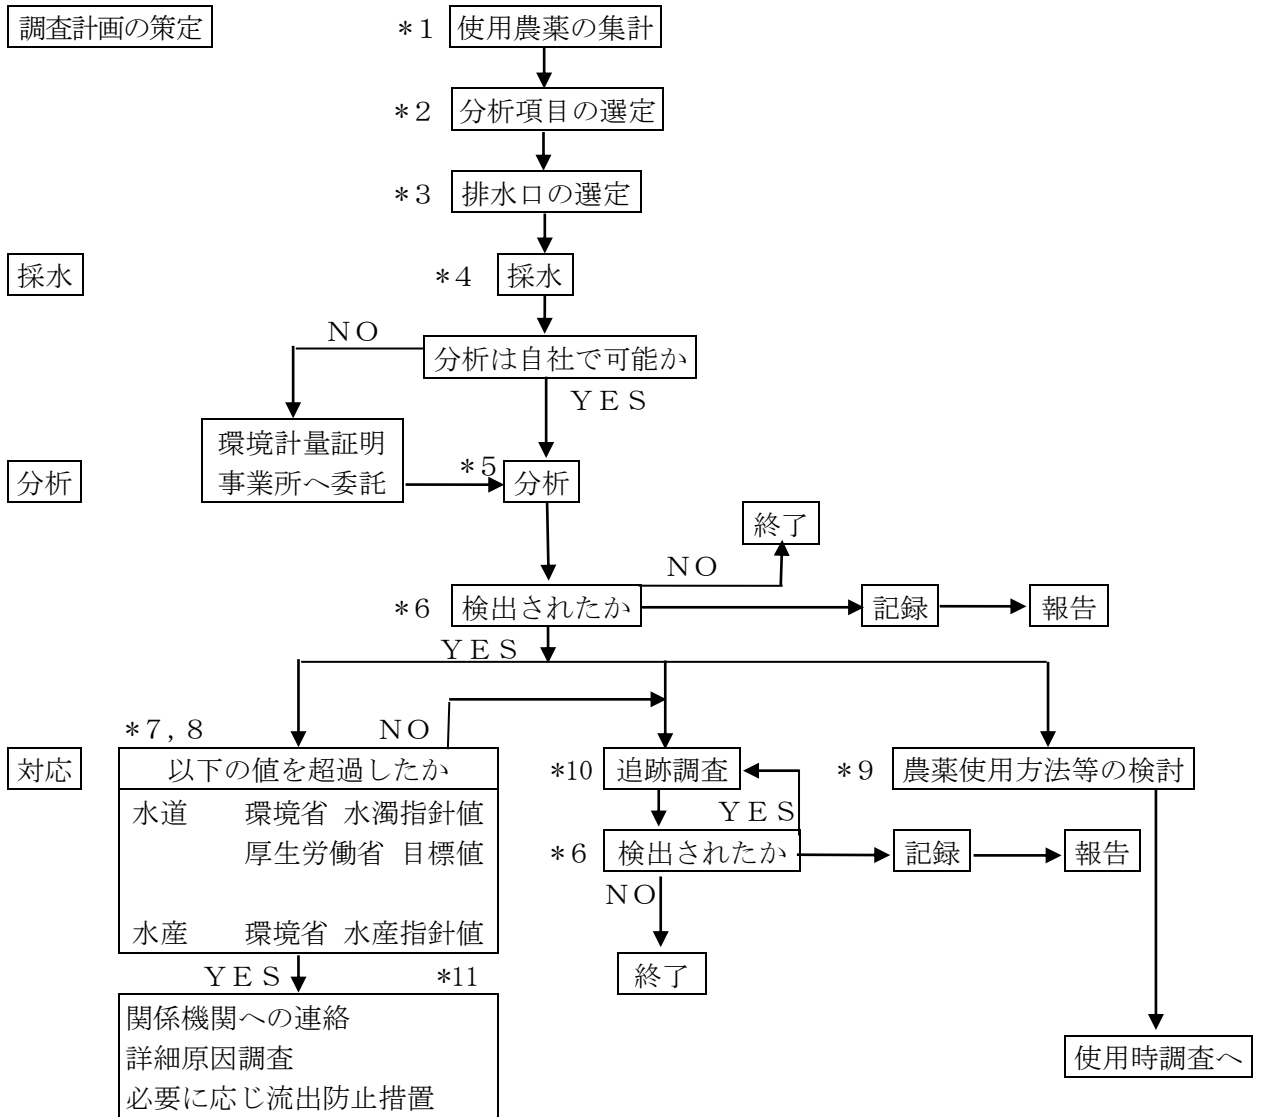 調査計画の策定
*1 使用農薬の集計
*2 分析項目の選定
*3 排水口の選定
採水
*4 採水
NO
分析は自社で可能か
YES
環境計量証明
事業所へ委託
分析
*5 分析
終了
NO
*6 検出されたか
記録
報告
YES
*7,8
NO
対応
以下の値を超過したか
水道 環境省 水濁指針値
厚生労働省 目標値
水産 環境省 水産指針値
*10 追跡調査
*9 農薬使用方法等の検討
YES
*6 検出されたか
記録
報告
NO
終了
YES
*11
関係機関への連絡
詳細原因調査
必要に応じ流出防止措置
使用時調査へ